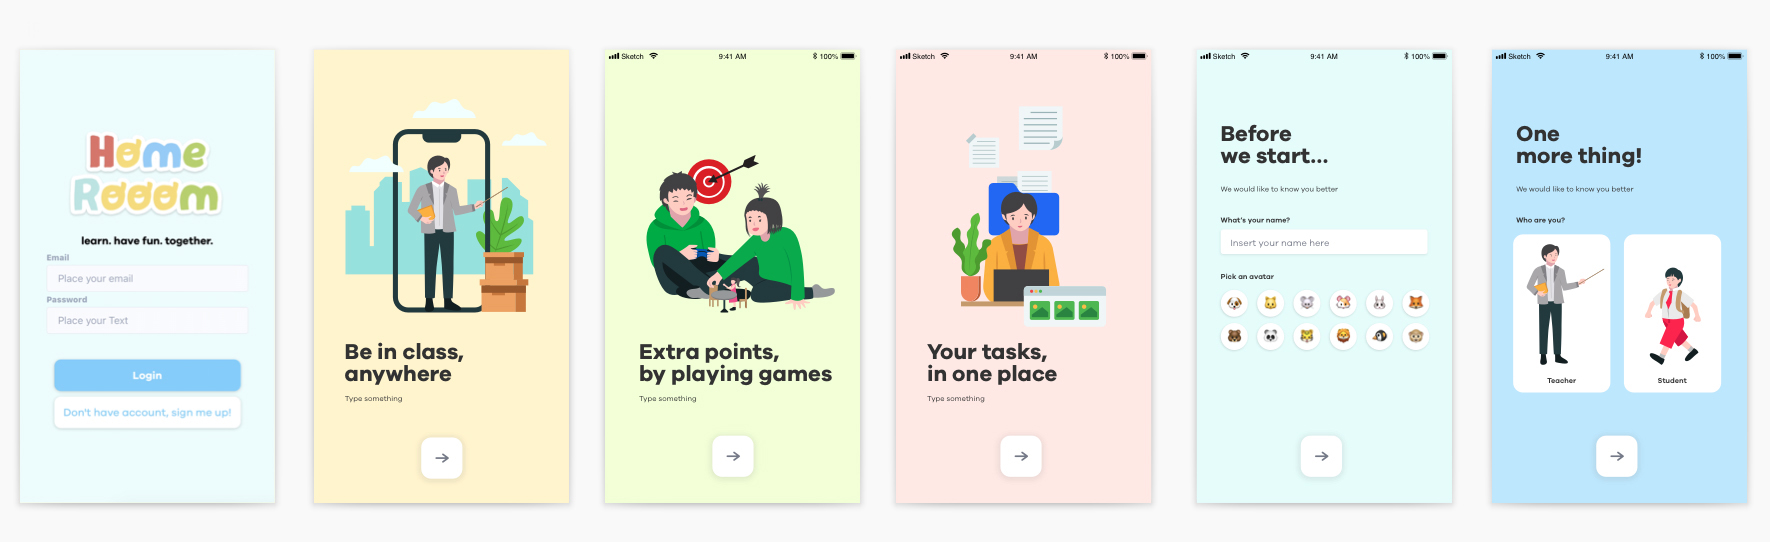 Home
Rooom
learn. have fun. together.
Email
Place your email
Password
Place your Text
Login
Don't have account, sign me up!
Be in class,
anywhere
Type something
Sketch 9:41 AM 100%
Extra points,
by playing games
Type something
Sketch 9:41 AM 100%
Your tasks,
in one place
Type something
Sketch 9:41 AM 100%
Before
we start...
We would like to know you better
What's your name?
Insert your name here
Pick an avatar
Sketch 9:41 AM 100%
One
more thing!
We would like to know you better
Who are you?
Teacher
Student